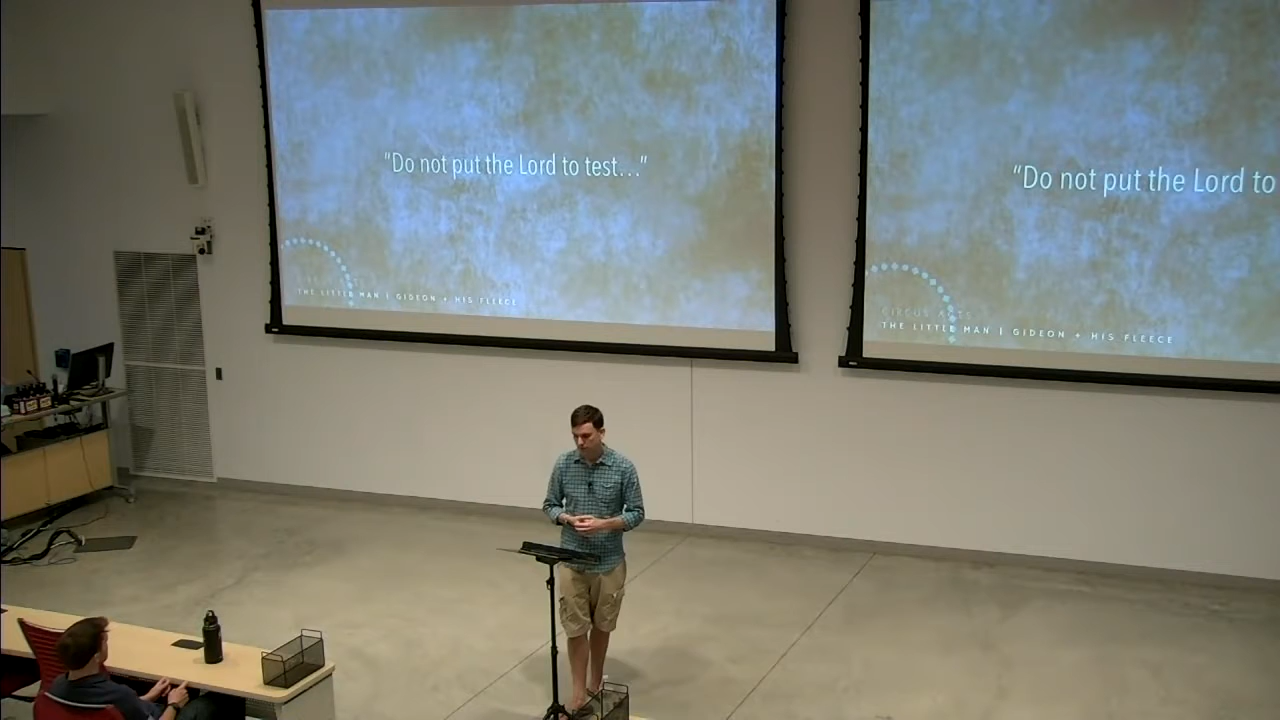 "Do not put the Lord to test..."
THE LITTLE MAN | GIDEON + HIS FLEECE
"Do not put the Lord to
CIRCUS ACTS
THE LITTLE MAN | GIDEON + HIS FLEECE